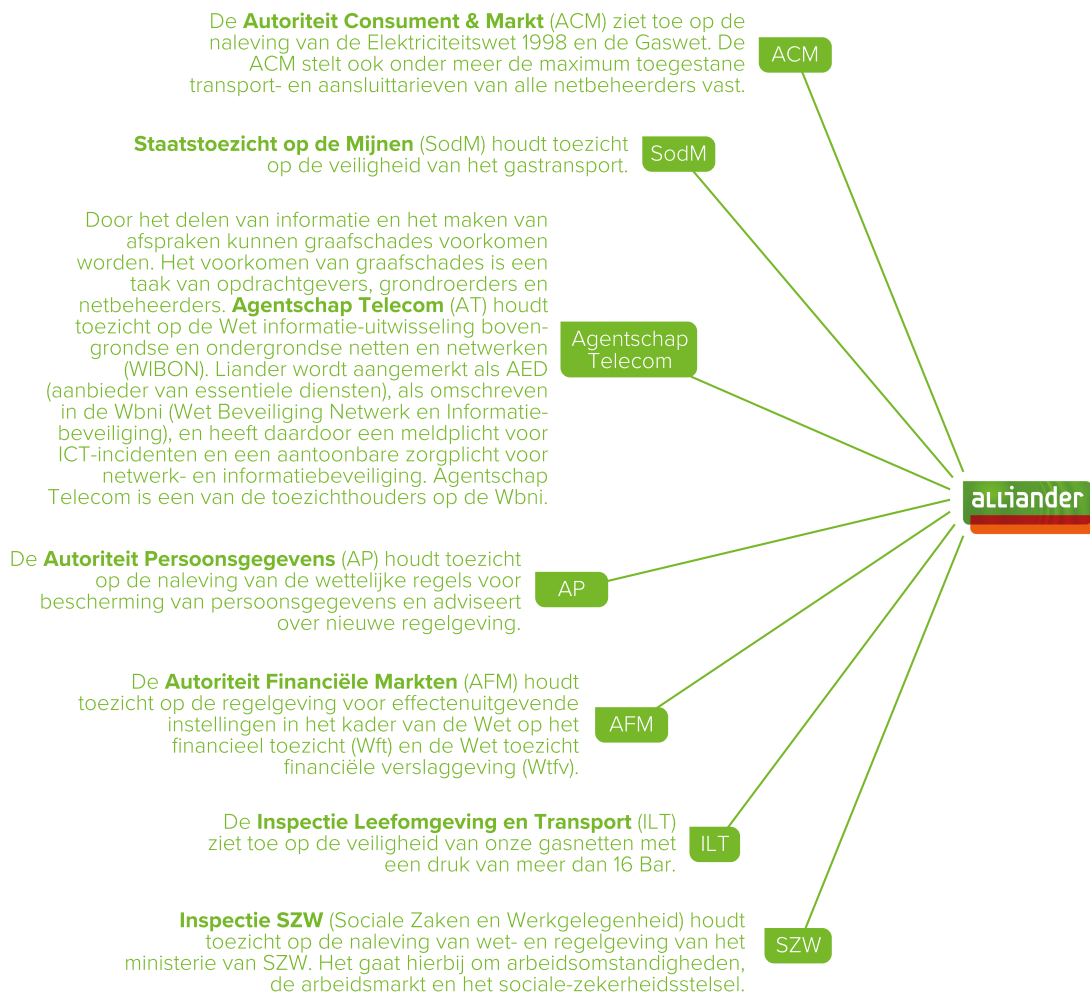 De Autoriteit Consument & Markt (ACM) ziet toe op de
naleving van de Elektriciteitswet 1998 en de Gaswet. De
ACM stelt ook onder meer de maximum toegestane
transport- en aansluittarieven van alle netbeheerders vast.
ACM
Staatstoezicht op de Mijnen (SodM) houdt toezicht
op de veiligheid van het gastransport.
SodM
Door het delen van informatie en het maken van
afspraken kunnen graafschades voorkomen
worden. Het voorkomen van graafschades is een
taak van opdrachtgevers, grondroerders en
netbeheerders. Agentschap Telecom (AT) houdt
toezicht op de Wet informatie-uitwisseling boven-
grondse en ondergrondse netten en netwerken
(WIBON). Liander wordt aangemerkt als AED
(aanbieder van essentiele diensten), als omschreven
in de Wbni (Wet Beveiliging Netwerk en Informatie-
beveiliging), en heeft daardoor een meldplicht voor
ICT-incidenten en een aantoonbare zorgplicht voor
netwerk- en informatiebeveiliging. Agentschap
Telecom is een van de toezichthouders op de Wbni.
Agentschap
Telecom
alliander
De Autoriteit Persoonsgegevens (AP) houdt toezicht
op de naleving van de wettelijke regels voor
bescherming van persoonsgegevens en adviseert
over nieuwe regelgeving.
AP
De Autoriteit Financiële Markten (AFM) houdt
toezicht op de regelgeving voor effectenuitgevende
instellingen in het kader van de Wet op het
financieel toezicht (Wft) en de Wet toezicht
financiële verslaggeving (Wtfv).
AFM
De Inspectie Leefomgeving en Transport (ILT)
ziet toe op de veiligheid van onze gasnetten met
een druk van meer dan 16 Bar.
ILT
Inspectie SZW (Sociale Zaken en Werkgelegenheid) houdt
toezicht op de naleving van wet- en regelgeving van het
ministerie van SZW. Het gaat hierbij om arbeidsomstandigheden,
de arbeidsmarkt en het sociale-zekerheidsstelsel.
SZW